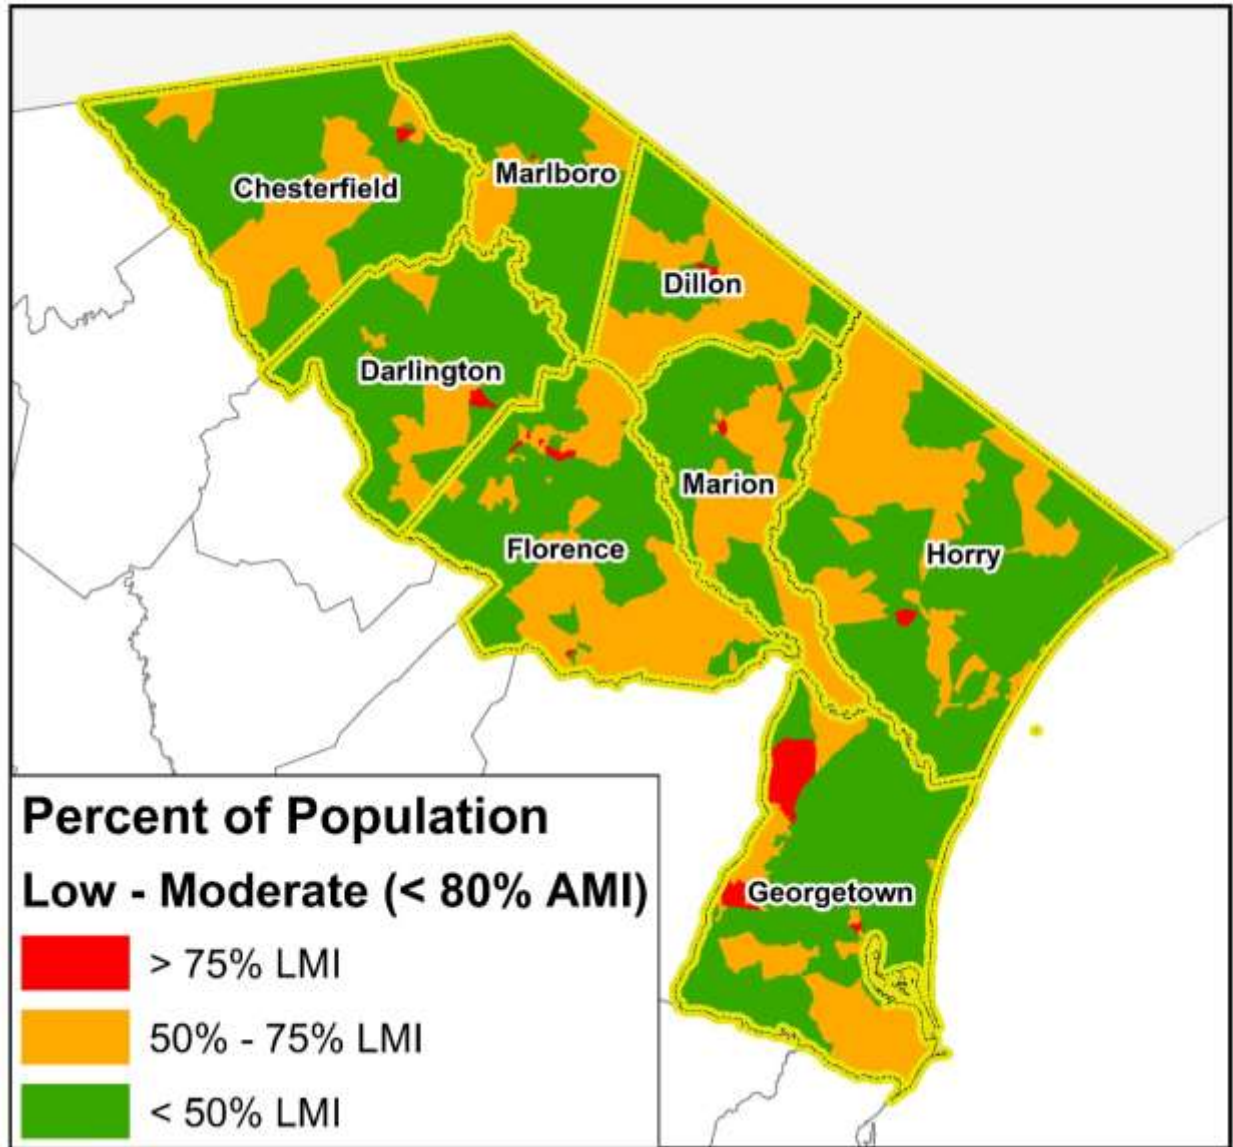 Chesterfield
Marlboro
Dillon
Darlington
Marion
Florence
Horry
Georgetown
Percent of Population
Low - Moderate (< 80% AMI)
> 75% LMI
50% - 75% LMI
< 50% LMI